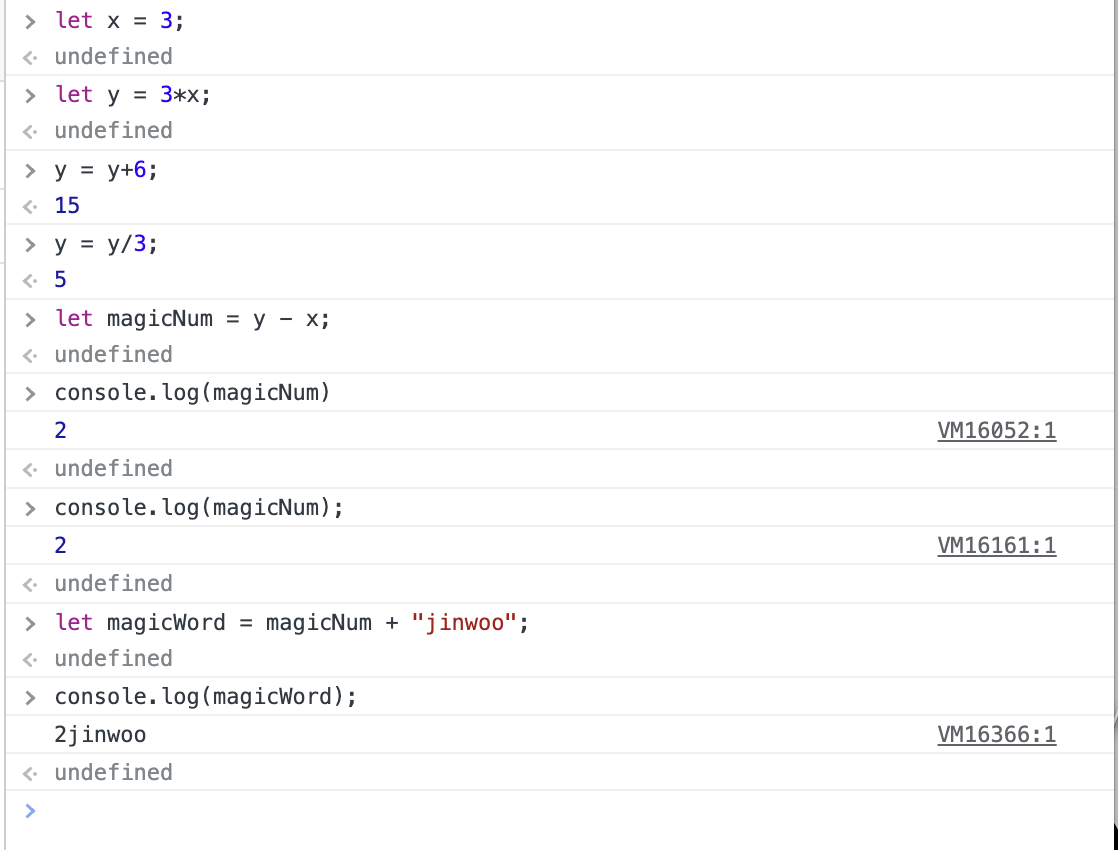 > let x = 3;
< undefined
> let y = 3*x;
< undefined
> y = y+6;
< 15
> y = y/3;
< 5
> let magicNum = y - x;
< undefined
> console.log(magicNum)
2 VM16052:1
< undefined
> console.log(magicNum);
2 VM16161:1
< undefined
> let magicWord = magicNum + "jinwoo";
< undefined
> console.log(magicWord);
2jinwoo VM16366:1
< undefined
>